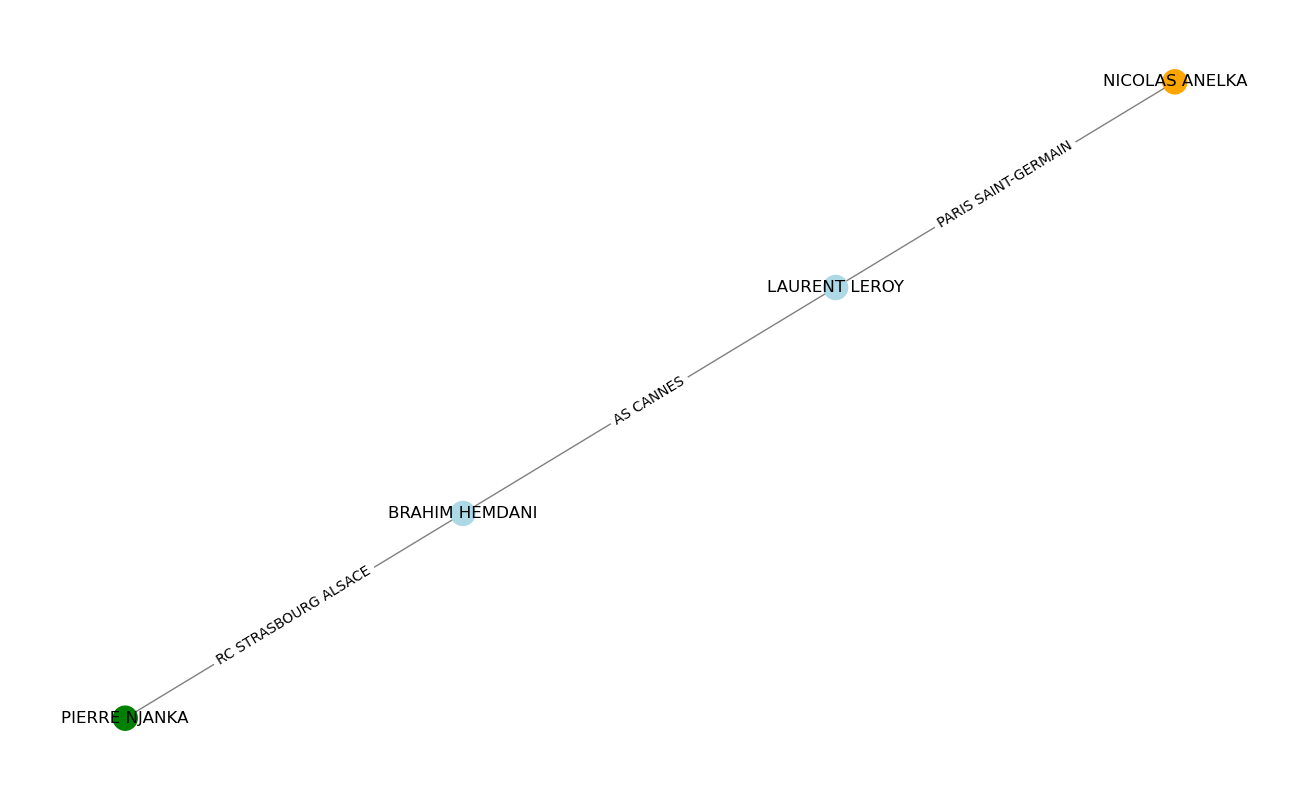 NICOLAS ANELKA
PARIS SAINT-GERMAIN
LAURENT LEROY
AS CANNES
BRAHIM HEMDANI
RC STRASBOURG ALSACE
PIERRE NJANKA